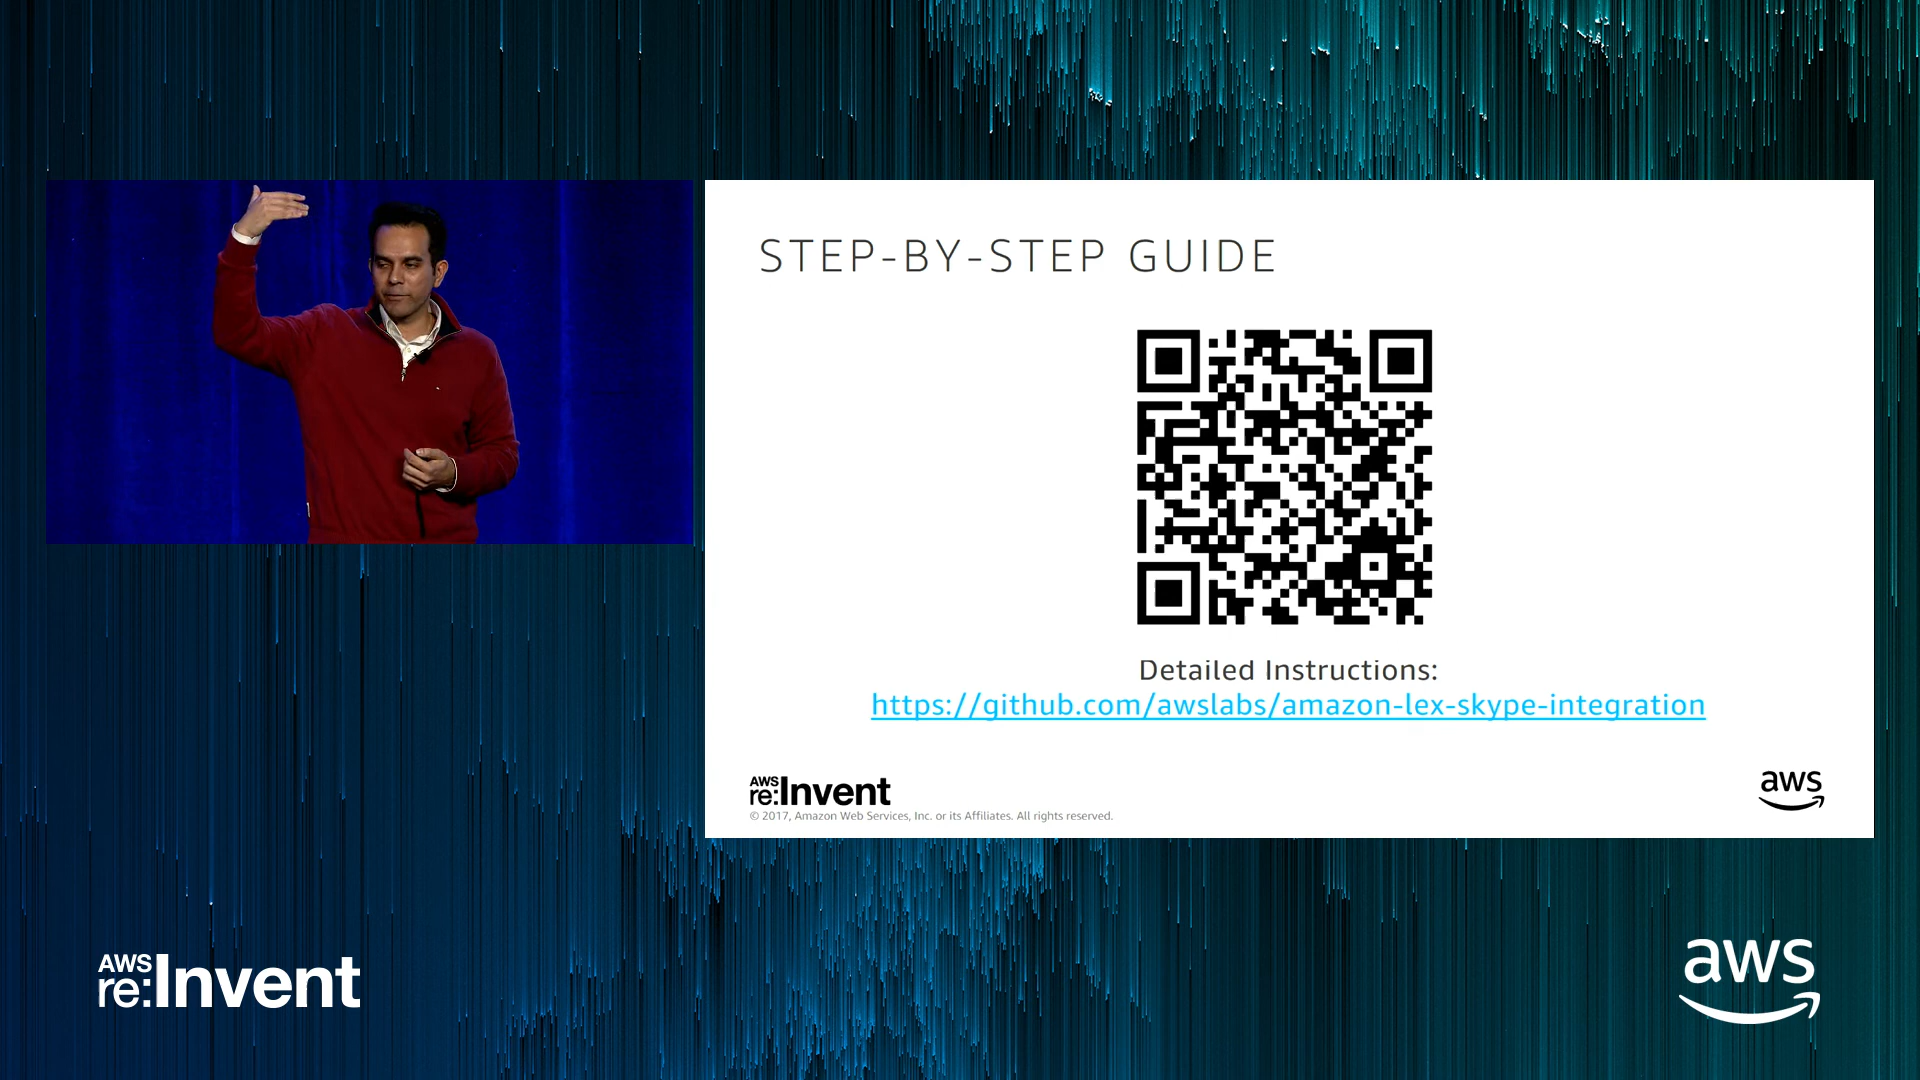 STEP-BY-STEP GUIDE
Detailed Instructions:
https://github.com/awslabs/amazon-lex-skype-integration
AWS
re:Invent
© 2017, Amazon Web Services, Inc. or its Affiliates. All rights reserved.
aws
AWS
re:Invent
aws